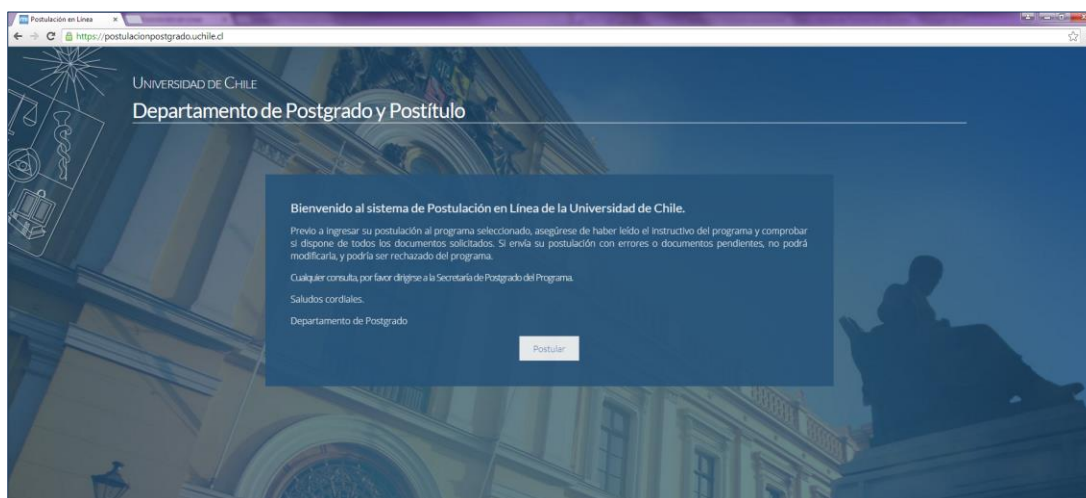 Postulación en Línea
https://postulacionpostgrado.uchile.cl
UNIVERSIDAD DE CHILE
Departamento de Postgrado y Postítulo
Bienvenido al sistema de Postulación en Línea de la Universidad de Chile.
Previo a ingresar su postulación al programa seleccionado, asegúrese de haber leído el instructivo del programa y comprobar
si dispone de todos los documentos solicitados. Si envía su postulación con errores o documentos pendientes, no podrá
modificarla, y podría ser rechazado del programa.
Cualquier consulta, por favor dirigirse a la Secretaría de Postgrado del Programa.
Saludos cordiales.
Departamento de Postgrado
Postular